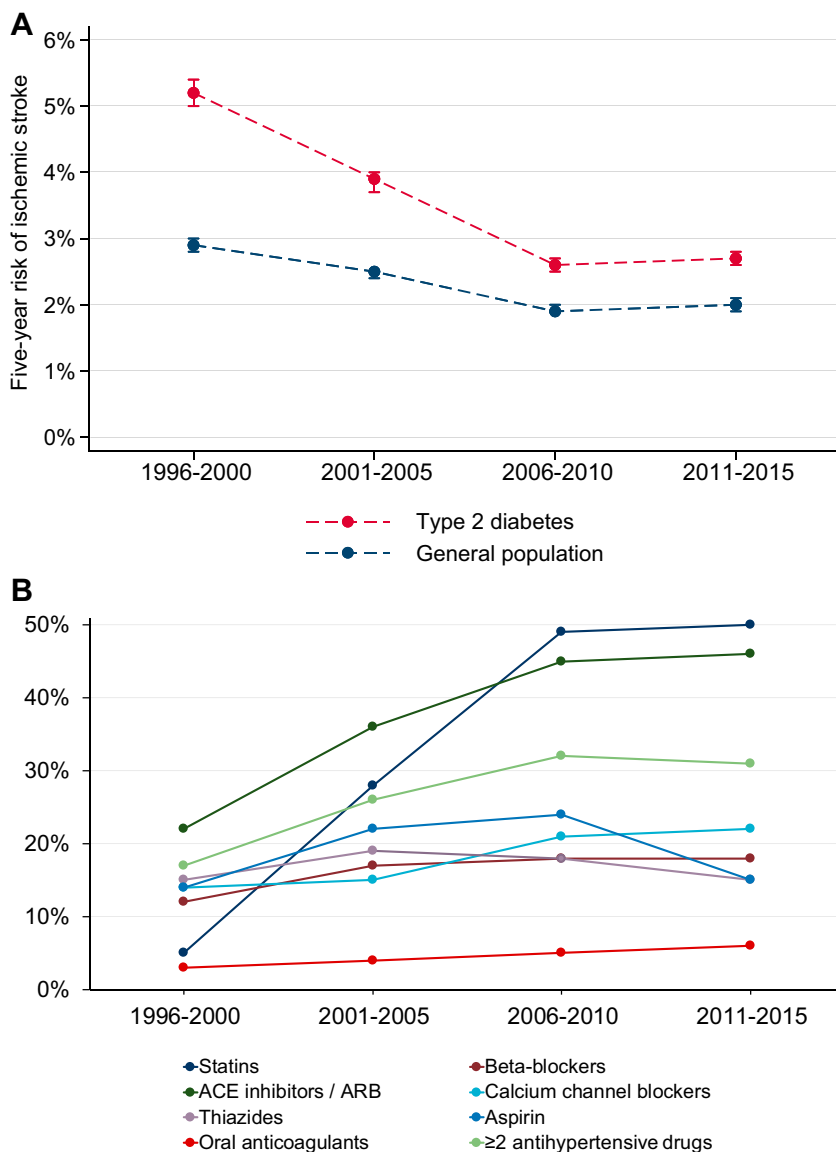 A
Five-year risk of ischemic stroke
6%
5%
4%
3%
2%
1%
0%
1996-2000 2001-2005 2006-2010 2011-2015
Type 2 diabetes
General population
B
50%
40%
30%
20%
10%
0%
1996-2000 2001-2005 2006-2010 2011-2015
Statins Beta-blockers
ACE inhibitors / ARB Calcium channel blockers
Thiazides Aspirin
Oral anticoagulants ≥2 antihypertensive drugs